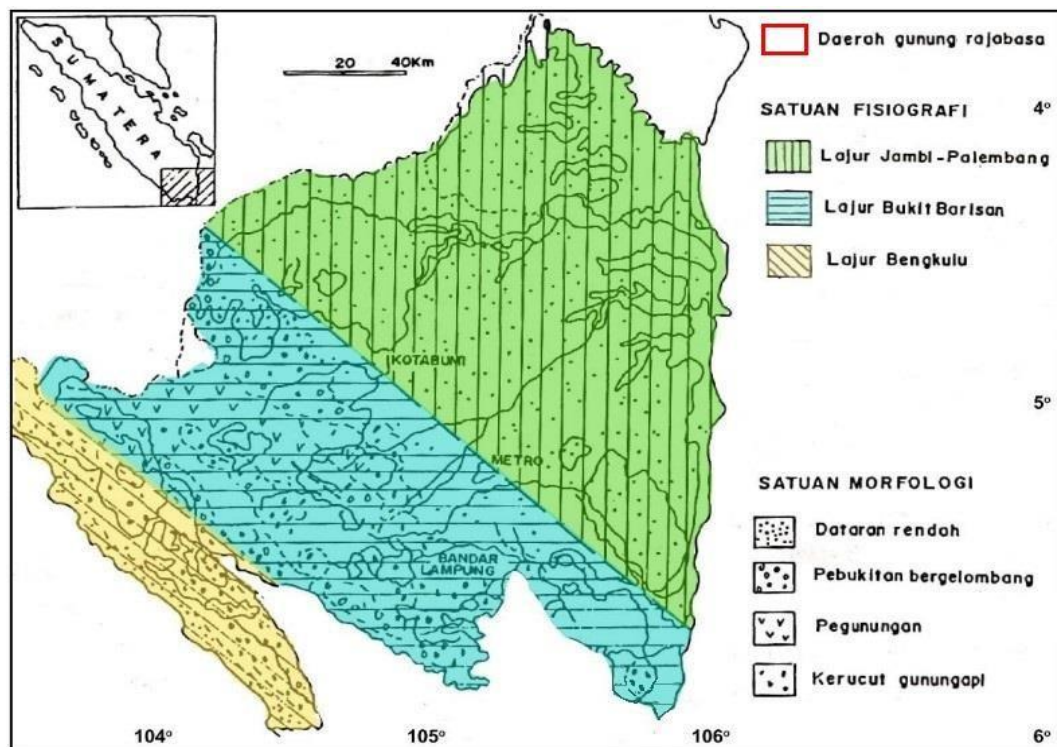 SUMATERA
20 40Km
Daerah gunung rajabasa
SATUAN FISIOGRAFI
Lajur Jambi-Palembang
Lajur Bukit Barisan
Lajur Bengkulu
4°
KOTABUMI
5°
METRO
BANDAR
LAMPUNG
SATUAN MORFOLOGI
Dataran rendah
Pebukitan bergelombang
Pegunungan
Kerucut gunungapi
104° 105° 106° 6°